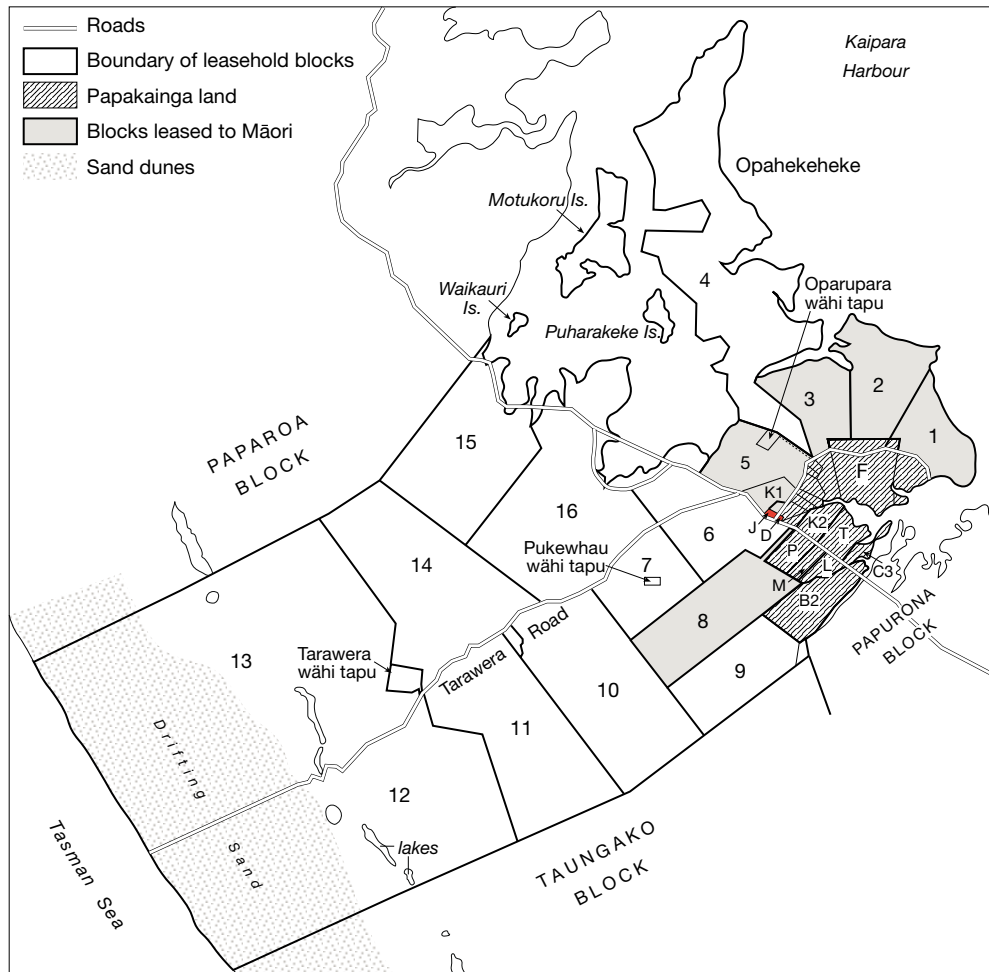 Roads
Boundary of leasehold blocks
Papakainga land
Blocks leased to Māori
Sand dunes
Kaipara
Harbour
Opahekeheke
Motukoru Is.
4
Oparupara
wāhi tapu
Waikauri
Is.
Puharakeke Is.
2
3
1
PAPAROA
BLOCK
15
5
F
K1
16
J
D
K2
T
6
P
L
C3
Pukewhau
wāhi tapu
7
M
B2
14
8
PAPURONA
BLOCK
13
Tarawera
wāhi tapu
Tarawera Road
9
10
11
Drifting
Sand
12
lakes
Tasman Sea
TAUNGAKO
BLOCK